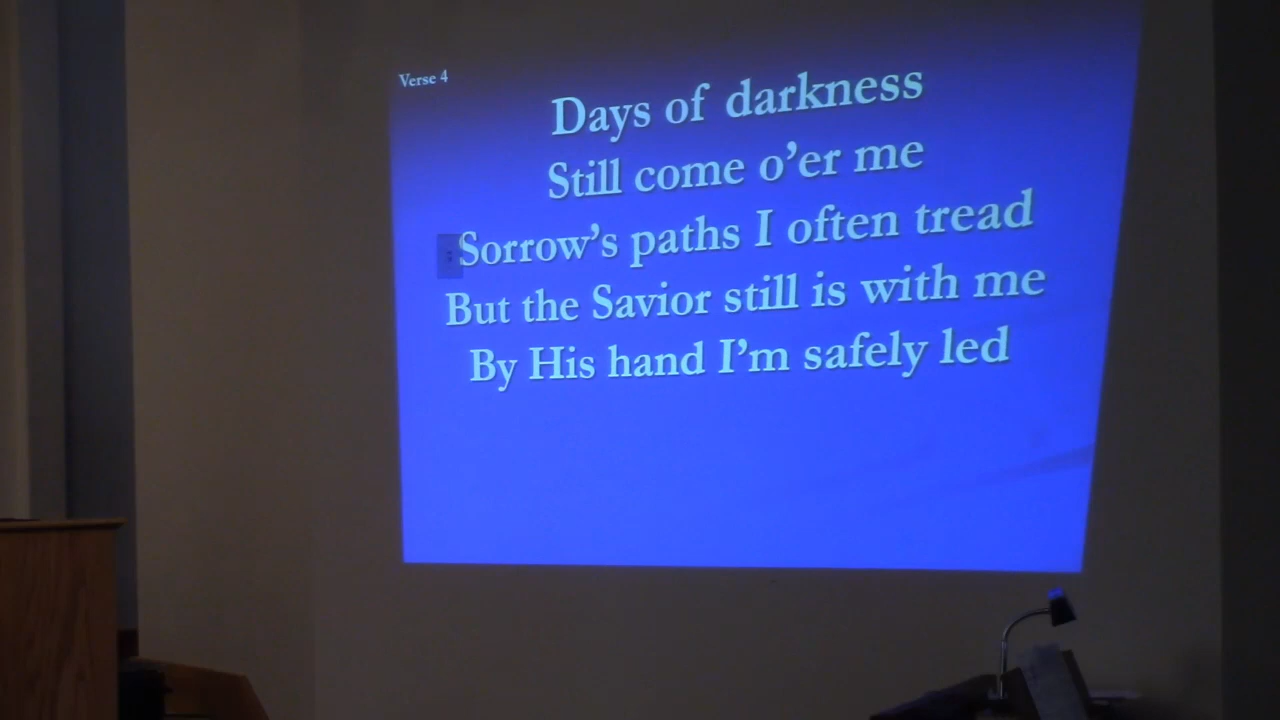 Verse 4
Days of darkness
Still come o’er me
Sorrow’s paths I often tread
But the Savior still is with me
By His hand I’m safely led